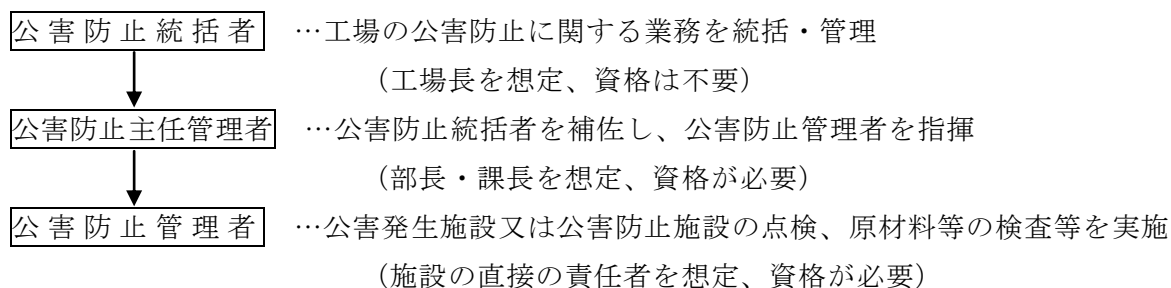 公害防止統括者 …工場の公害防止に関する業務を統括・管理
(工場長を想定、資格は不要)
公害防止主任管理者 …公害防止統括者を補佐し、公害防止管理者を指揮
(部長・課長を想定、資格が必要)
公害防止管理者 …公害発生施設又は公害防止施設の点検、原材料等の検査等を実施
(施設の直接の責任者を想定、資格が必要)